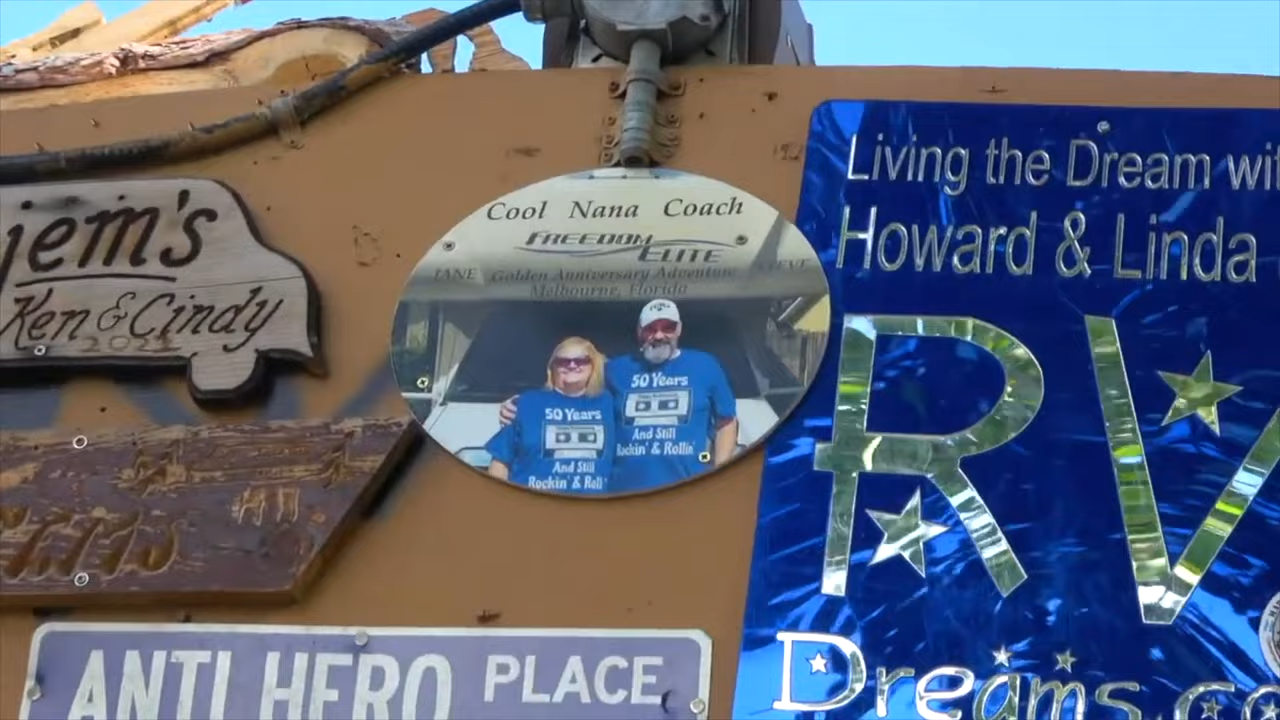 jem's
Ken & Cindy
2022
Cool Nana Coach
FREEDOM
ELITE
JANE Golden Anniversary Adventure STEVE
Melbourne, Florida
50 Years
And Still
Rockin' & Roll
50 Years
And Still
Rockin' & Rollin'
ANTI HERO PLACE
Living the Dream wi
Howard & Linda
RV
Dreams.co